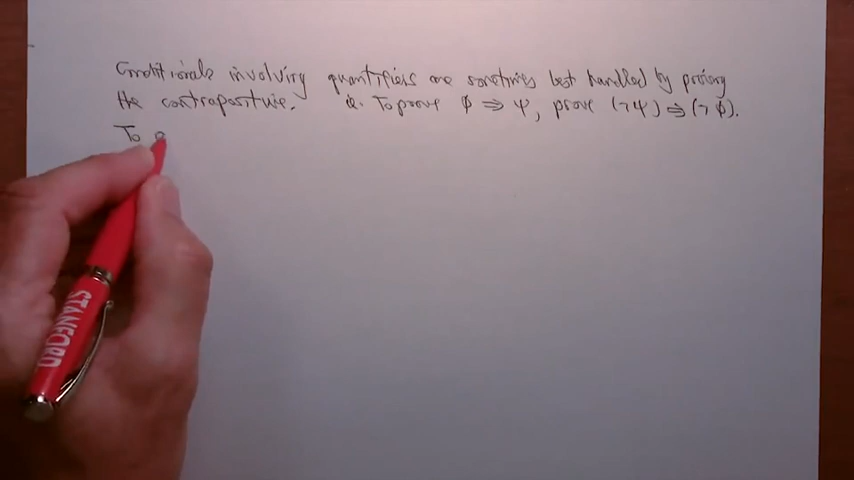 Conditionals involving quantifiers are sometimes best handled by proving
the contrapositive. ie. To prove φ ⇒ ψ, prove (¬ψ) ⇒ (¬φ).
To p
STANFORD